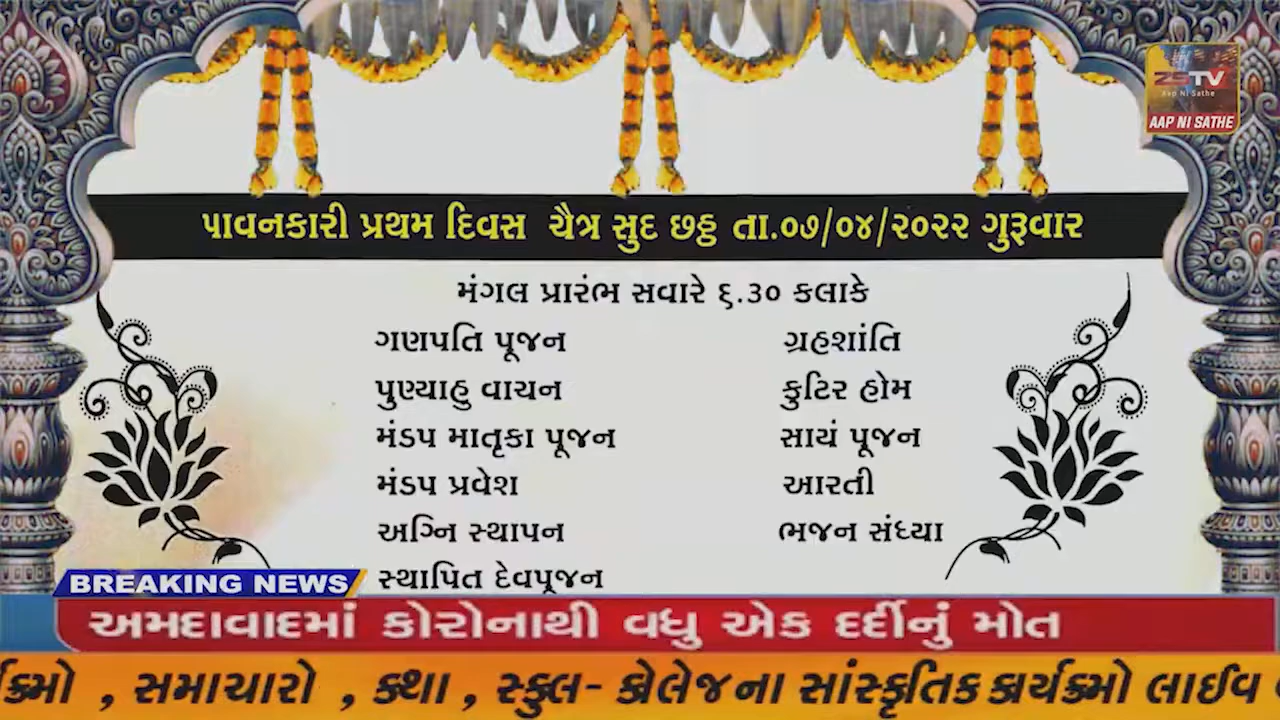 ZSTV
Aap Ni Sathe
AAP NI SATHE
પાવનકારી પ્રથમ દિવસ ચૈત્ર સુદ છઠ્ઠ તા.૦૭/૦૪/૨૦૨૨ ગુરૂવાર
મંગલ પ્રારંભ સવારે ૬.૩૦ કલાકે
ગણપતિ પૂજન
પુણ્યાહુ વાચન
મંડપ માતૃકા પૂજન
મંડપ પ્રવેશ
અગ્નિ સ્થાપન
સ્થાપિત દેવપૂજન
ગ્રહશાંતિ
કુટિર હોમ
સાયં પૂજન
આરતી
ભજન સંધ્યા
BREAKING NEWS
અમદાવાદમાં કોરોનાથી વધુ એક દર્દીનું મોત
, સમાચારો , કથા , સ્કુલ- કોલેજના સાંસ્કૃતિક કાર્યક્રમો લાઈવ